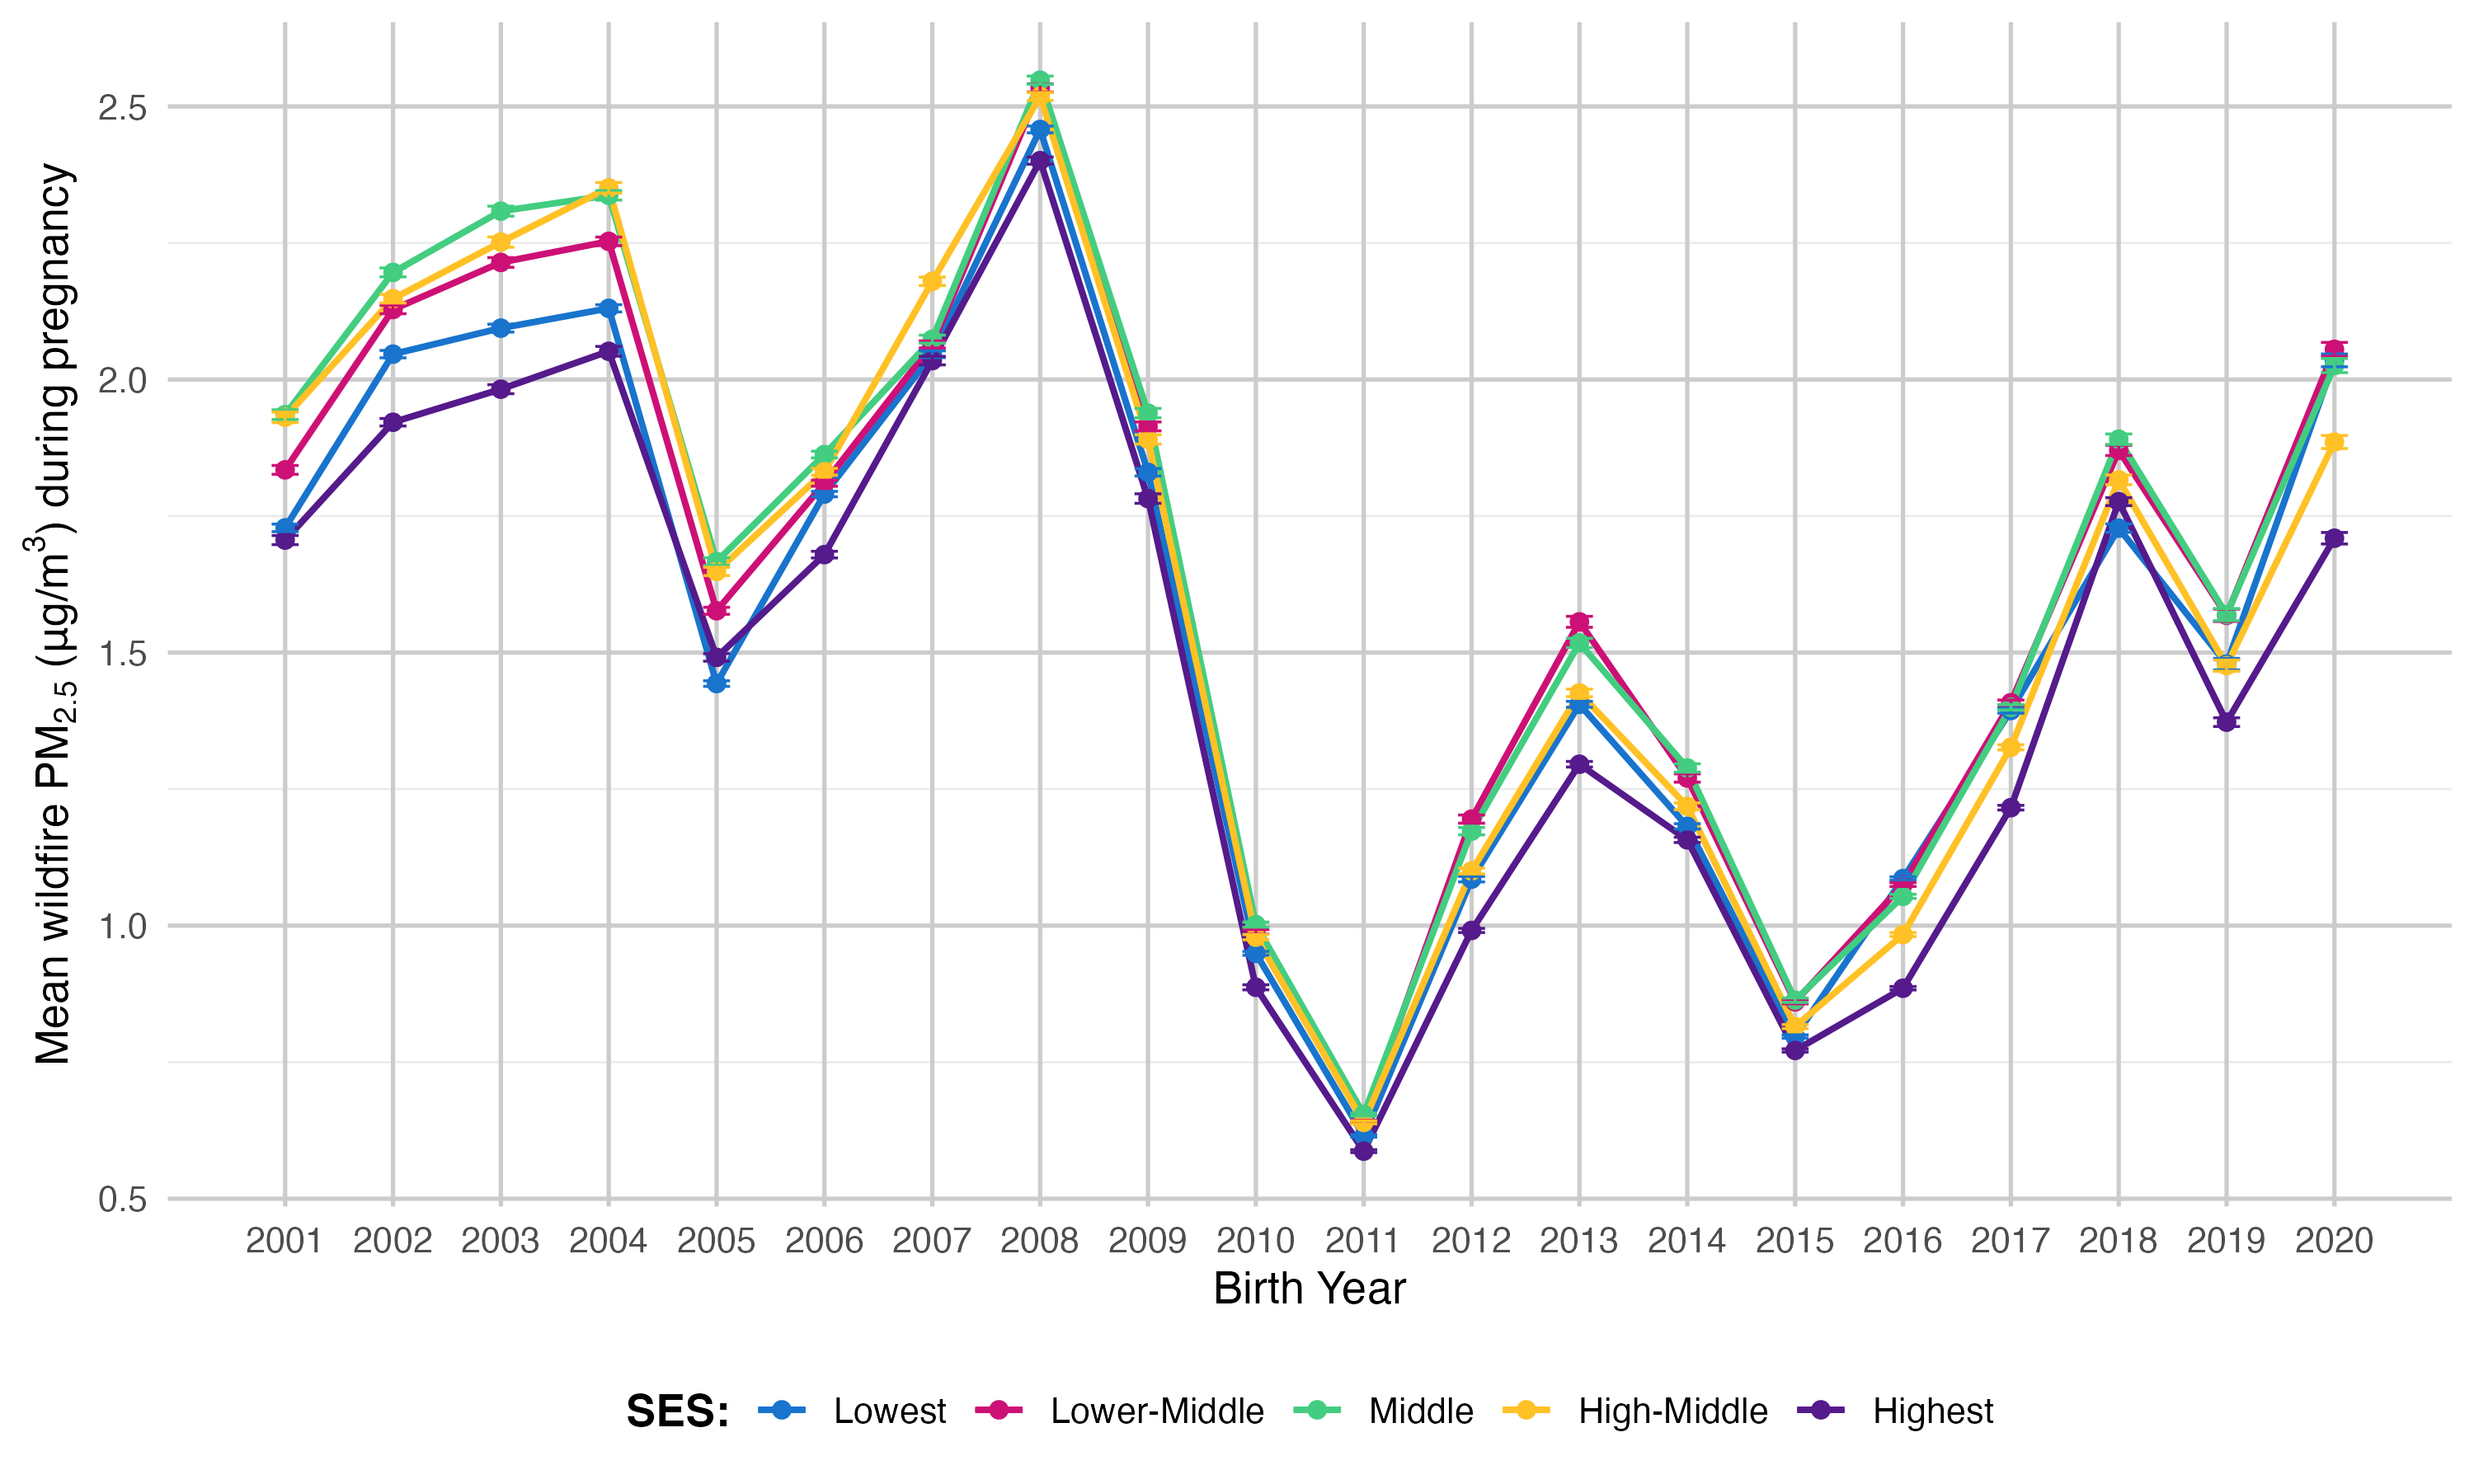 Mean wildfire PM2.5 (µg/m3) during pregnancy
2.5
2.0
1.5
1.0
0.5
2001 2002 2003 2004 2005 2006 2007 2008 2009 2010 2011 2012 2013 2014 2015 2016 2017 2018 2019 2020
Birth Year
SES: Lowest Lower-Middle Middle High-Middle Highest